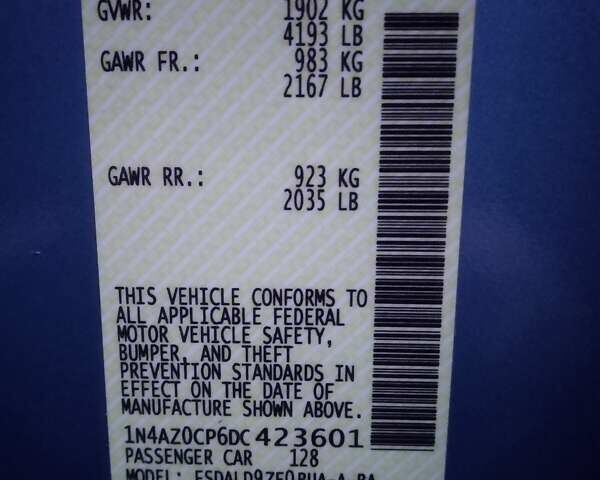 GVWR: 1902 KG
4193 LB
GAWR FR.: 983 KG
2167 LB
GAWR RR.: 923 KG
2035 LB
THIS VEHICLE CONFORMS TO
ALL APPLICABLE FEDERAL
MOTOR VEHICLE SAFETY,
BUMPER, AND THEFT
PREVENTION STANDARDS IN
EFFECT ON THE DATE OF
MANUFACTURE SHOWN ABOVE.
1N4AZ0CP6DC423601
PASSENGER CAR 128
MODEL: